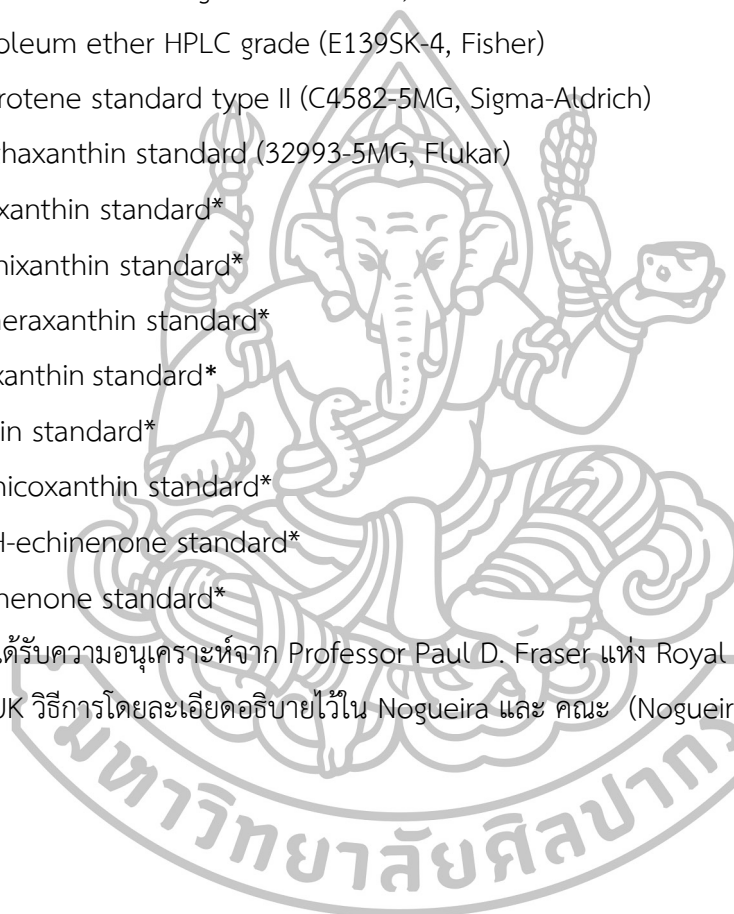 oleum ether HPLC grade (E139SK-4, Fisher)
rotene standard type II (C4582-5MG, Sigma-Aldrich)
haxanthin standard (32993-5MG, Flukar)
xanthin standard*
nixanthin standard*
heraxanthin standard*
xanthin standard*
in standard*
nicoxanthin standard*
H-echinenone standard*
nenone standard*
ได้รับความอนุเคราะห์จาก Professor Paul D. Fraser แห่ง Royal
UK วิธีการโดยละเอียดอธิบายไว้ใน Nogueira และ คณะ (Nogueir
มหาวิทยาลัยศิลปากร